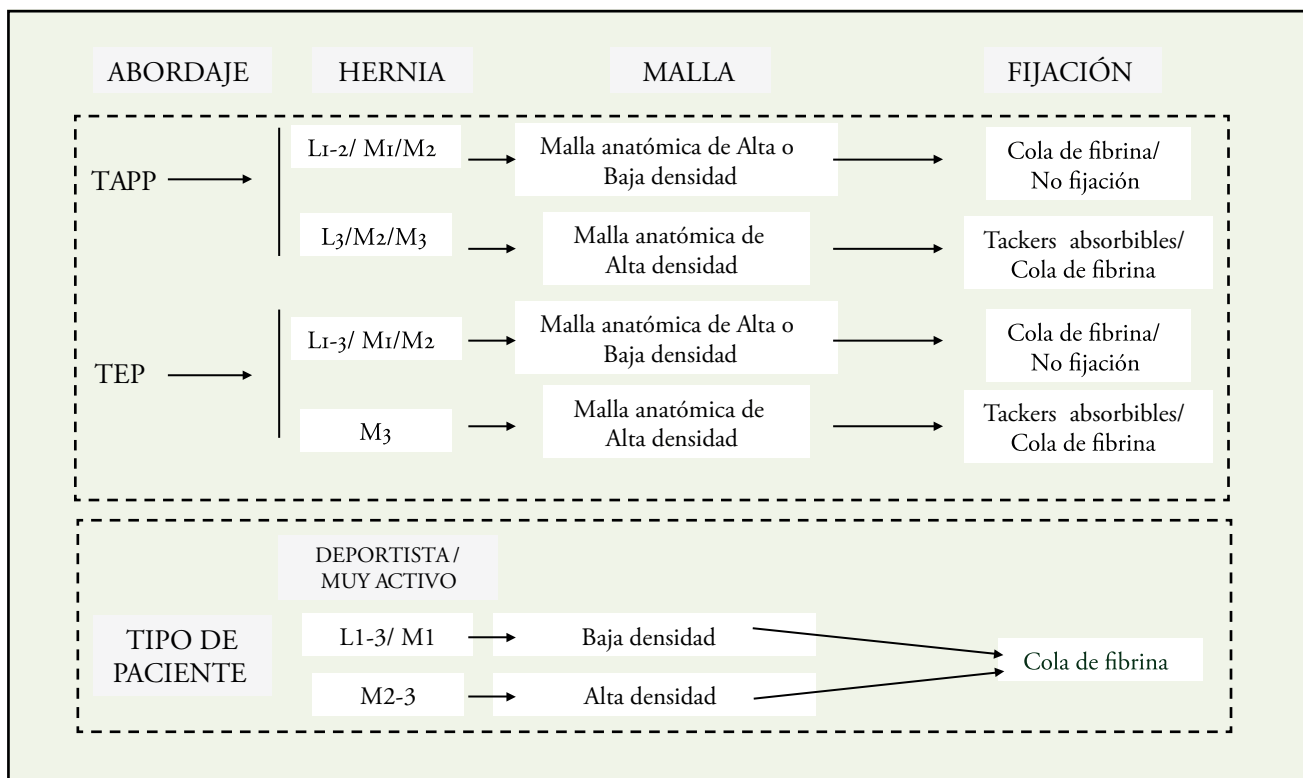 ABORDAJE HERNIA MALLA FIJACIÓN
L1-2/ M1/M2
Malla anatómica de Alta o
Baja densidad
Cola de fibrina/
No fijación
TAPP
L3/M2/M3
Malla anatómica de
Alta densidad
Tackers absorbibles/
Cola de fibrina
L1-3/ M1/M2
Malla anatómica de Alta o
Baja densidad
Cola de fibrina/
No fijación
TEP
M3
Malla anatómica de
Alta densidad
Tackers absorbibles/
Cola de fibrina
DEPORTISTA /
MUY ACTIVO
TIPO DE
PACIENTE
L1-3/ M1
Baja densidad
M2-3
Alta densidad
Cola de fibrina